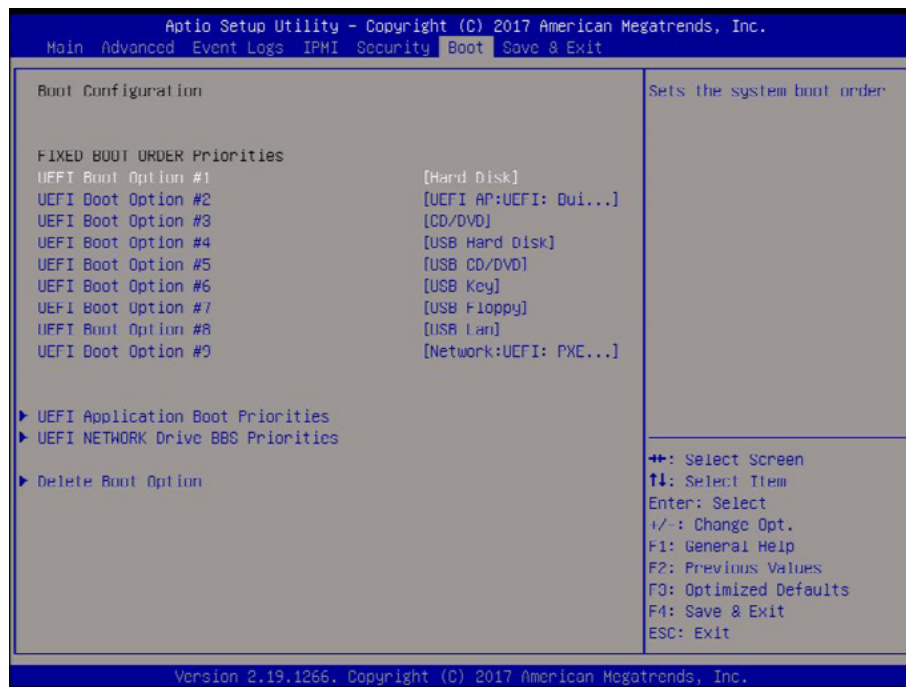 Aptio Setup Utility – Copyright (C) 2017 American Megatrends, Inc.
Main Advanced Event Logs IPMI Security Boot Save & Exit
Boot Configuration
FIXED BOOT ORDER Priorities
UEFI Boot Option #1 [Hard Disk]
UEFI Boot Option #2 [UEFI AP:UEFI: Bui...]
UEFI Boot Option #3 [CD/DVD]
UEFI Boot Option #4 [USB Hard Disk]
UEFI Boot Option #5 [USB CD/DVD]
UEFI Boot Option #6 [USB Key]
UEFI Boot Option #7 [USB Floppy]
UEFI Boot Option #8 [USB Lan]
UEFI Boot Option #9 [Network:UEFI: PXE...]
UEFI Application Boot Priorities
UEFI NETWORK Drive BBS Priorities
Delete Boot Option
Sets the system boot order
→←: Select Screen
↑↓: Select Item
Enter: Select
+/-: Change Opt.
F1: General Help
F2: Previous Values
F3: Optimized Defaults
F4: Save & Exit
ESC: Exit
Version 2.19.1266. Copyright (C) 2017 American Megatrends, Inc.